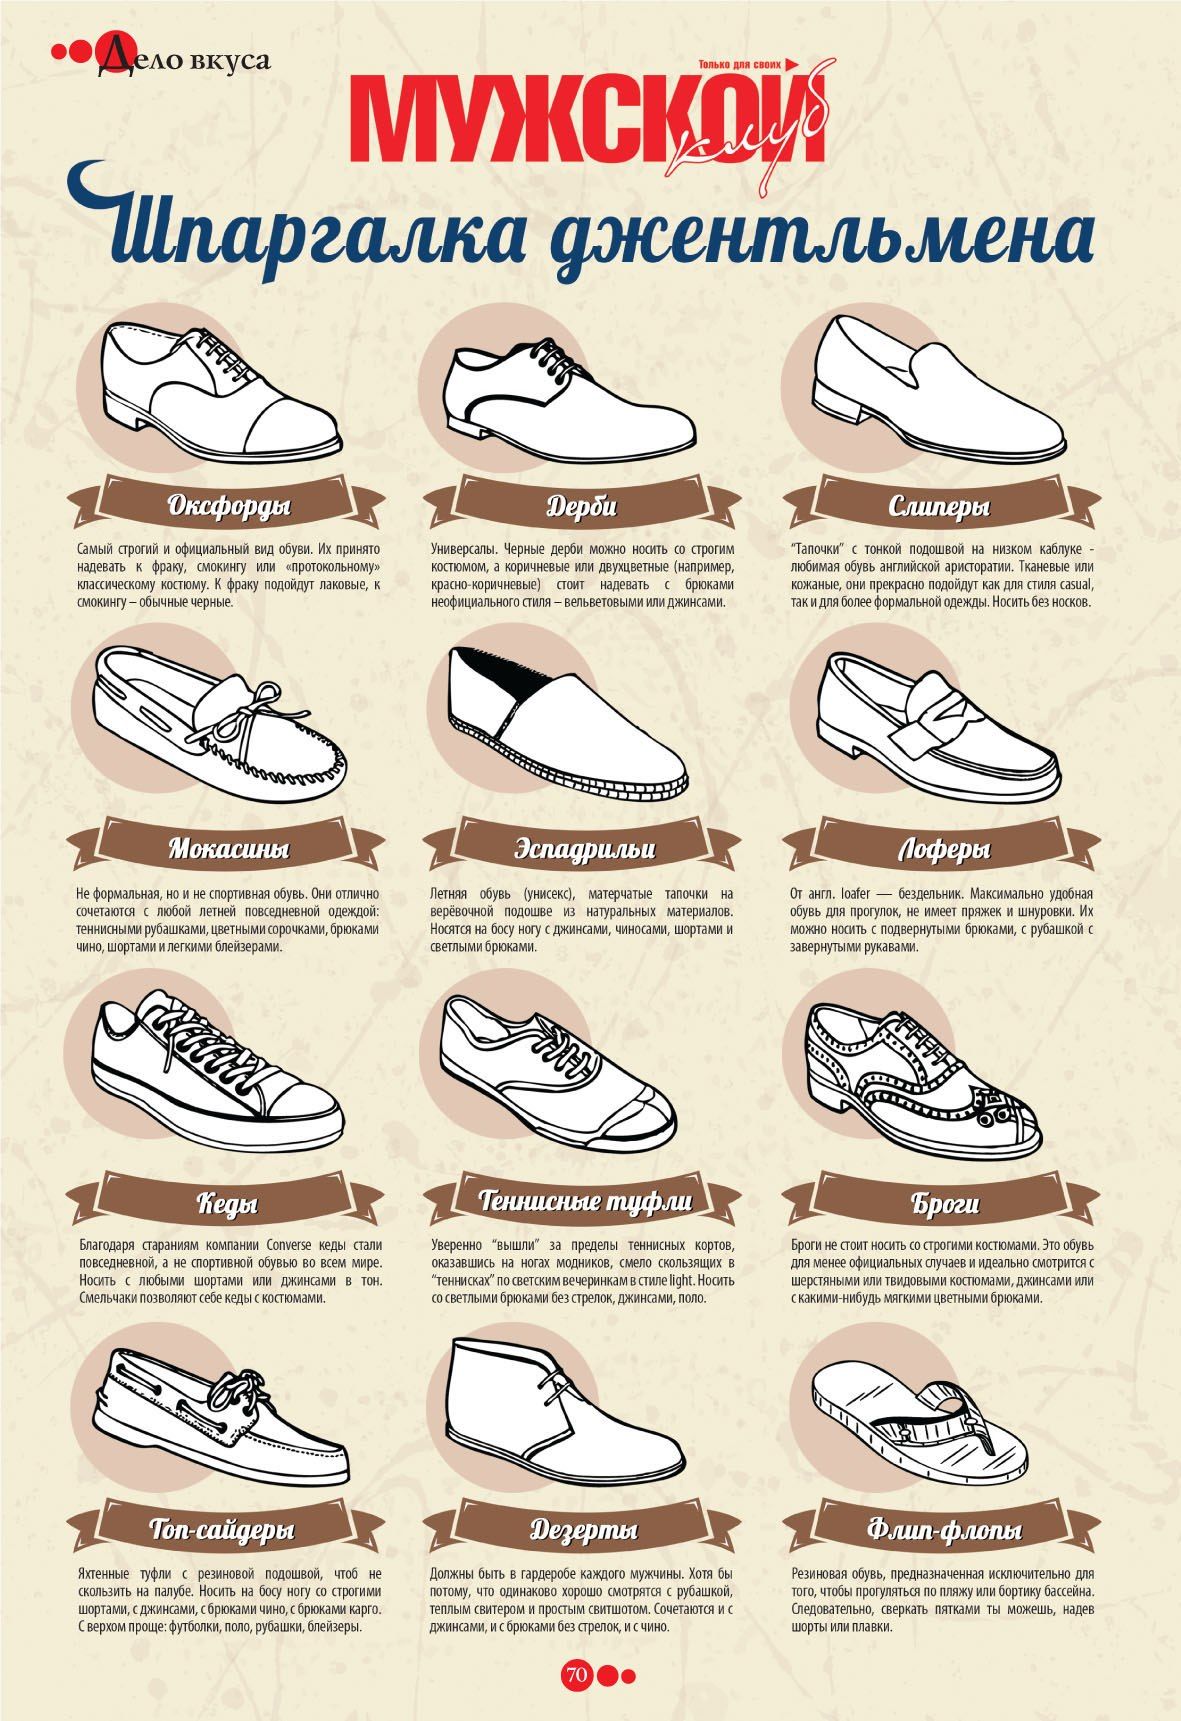 Дело вкуса
Только для своих
МУЖСКОЙ
клуб
Шпаргалка джентльмена
Оксфорды
Самый строгий и официальный вид обуви. Их принято
надевать к фраку, смокингу или «протокольному»
классическому костюму. К фраку подойдут лаковые, к
смокингу – обычные черные.
Дерби
Универсалы. Черные дерби можно носить со строгим
костюмом, а коричневые или двухцветные (например,
красно-коричневые) стоит надевать с брюками
неофициального стиля – вельветовыми или джинсами.
Слиперы
“Тапочки” с тонкой подошвой на низком каблуке -
любимая обувь английской аристоратии. Тканевые или
кожаные, они прекрасно подойдут как для стиля casual,
так и для более формальной одежды. Носить без носков.
Мокасины
Не формальная, но и не спортивная обувь. Они отлично
сочетаются с любой летней повседневной одеждой:
теннисными рубашками, цветными сорочками, брюками
чино, шортами и легкими блейзерами.
Эспадрильи
Летняя обувь (унисекс), матерчатые тапочки на
верёвочной подошве из натуральных материалов.
Носятся на босу ногу с джинсами, чиносами, шортами и
светлыми брюками.
Лоферы
От англ. loafer — бездельник. Максимально удобная
обувь для прогулок, не имеет пряжек и шнуровки. Их
можно носить с подвернутыми брюками, с рубашкой с
завернутыми рукавами.
Кеды
Благодаря стараниям компании Converse кеды стали
повседневной, а не спортивной обувью во всем мире.
Носить с любыми шортами или джинсами в тон.
Смельчаки позволяют себе кеды с костюмами.
Теннисные туфли
Уверенно “вышли” за пределы теннисных кортов,
оказавшись на ногах модников, смело скользящих в
“теннисках” по светским вечеринкам в стиле light. Носить
со светлыми брюками без стрелок, джинсами, поло.
Броги
Броги не стоит носить со строгими костюмами. Это обувь
для менее официальных случаев и идеально смотрится с
шерстяными или твидовыми костюмами, джинсами или
с какими-нибудь мягкими цветными брюками.
Топ-сайдеры
Яхтенные туфли с резиновой подошвой, чтоб не
скользить на палубе. Носить на босу ногу со строгими
шортами, с джинсами, с брюками чино, с брюками карго.
С верхом проще: футболки, поло, рубашки, блейзеры.
Дезерты
Должны быть в гардеробе каждого мужчины. Хотя бы
потому, что одинаково хорошо смотрятся с рубашкой,
теплым свитером и простым свитшотом. Сочетаются и с
джинсами, и с брюками без стрелок, и с чино.
Флип-флопы
Резиновая обувь, предназначенная исключительно для
того, чтобы прогуляться по пляжу или бортику бассейна.
Следовательно, сверкать пятками ты можешь, надев
шорты или плавки.
70